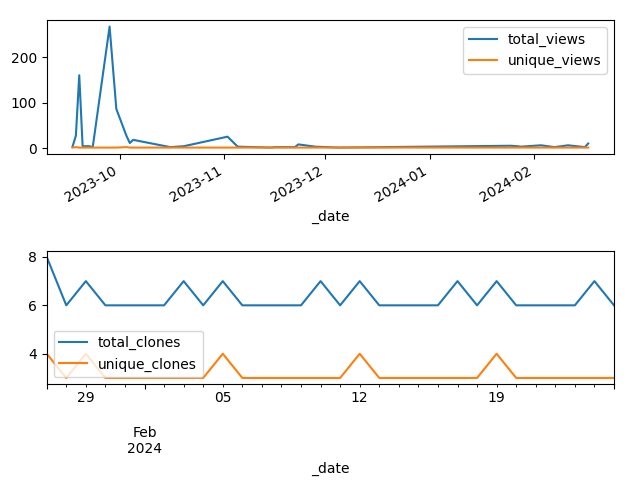 total_views
unique_views
200
100
0
2023-10
2023-11
2023-12
2024-01
2024-02
_date
8
6
4
total_clones
unique_clones
29
05
12
19
Feb
2024
_date